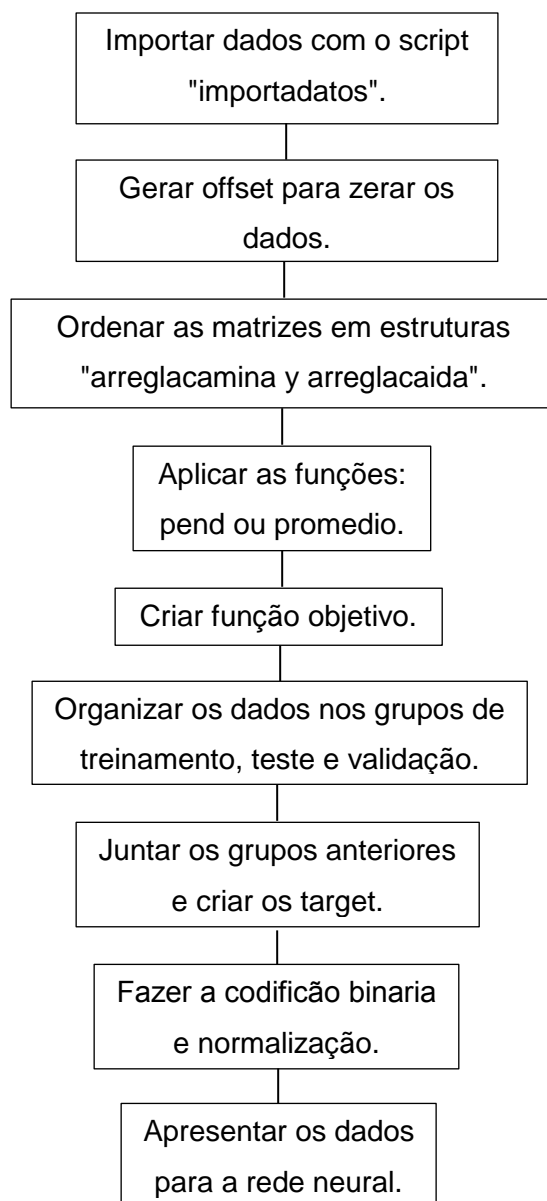 Importar dados com o script
"importadatos".
Gerar offset para zerar os
dados.
Ordenar as matrizes em estruturas
"arreglacamina y arreglacaida".
Aplicar as funções:
pend ou promedio.
Criar função objetivo.
Organizar os dados nos grupos de
treinamento, teste e validação.
Juntar os grupos anteriores
e criar os target.
Fazer a codificão binaria
e normalização.
Apresentar os dados
para a rede neural.